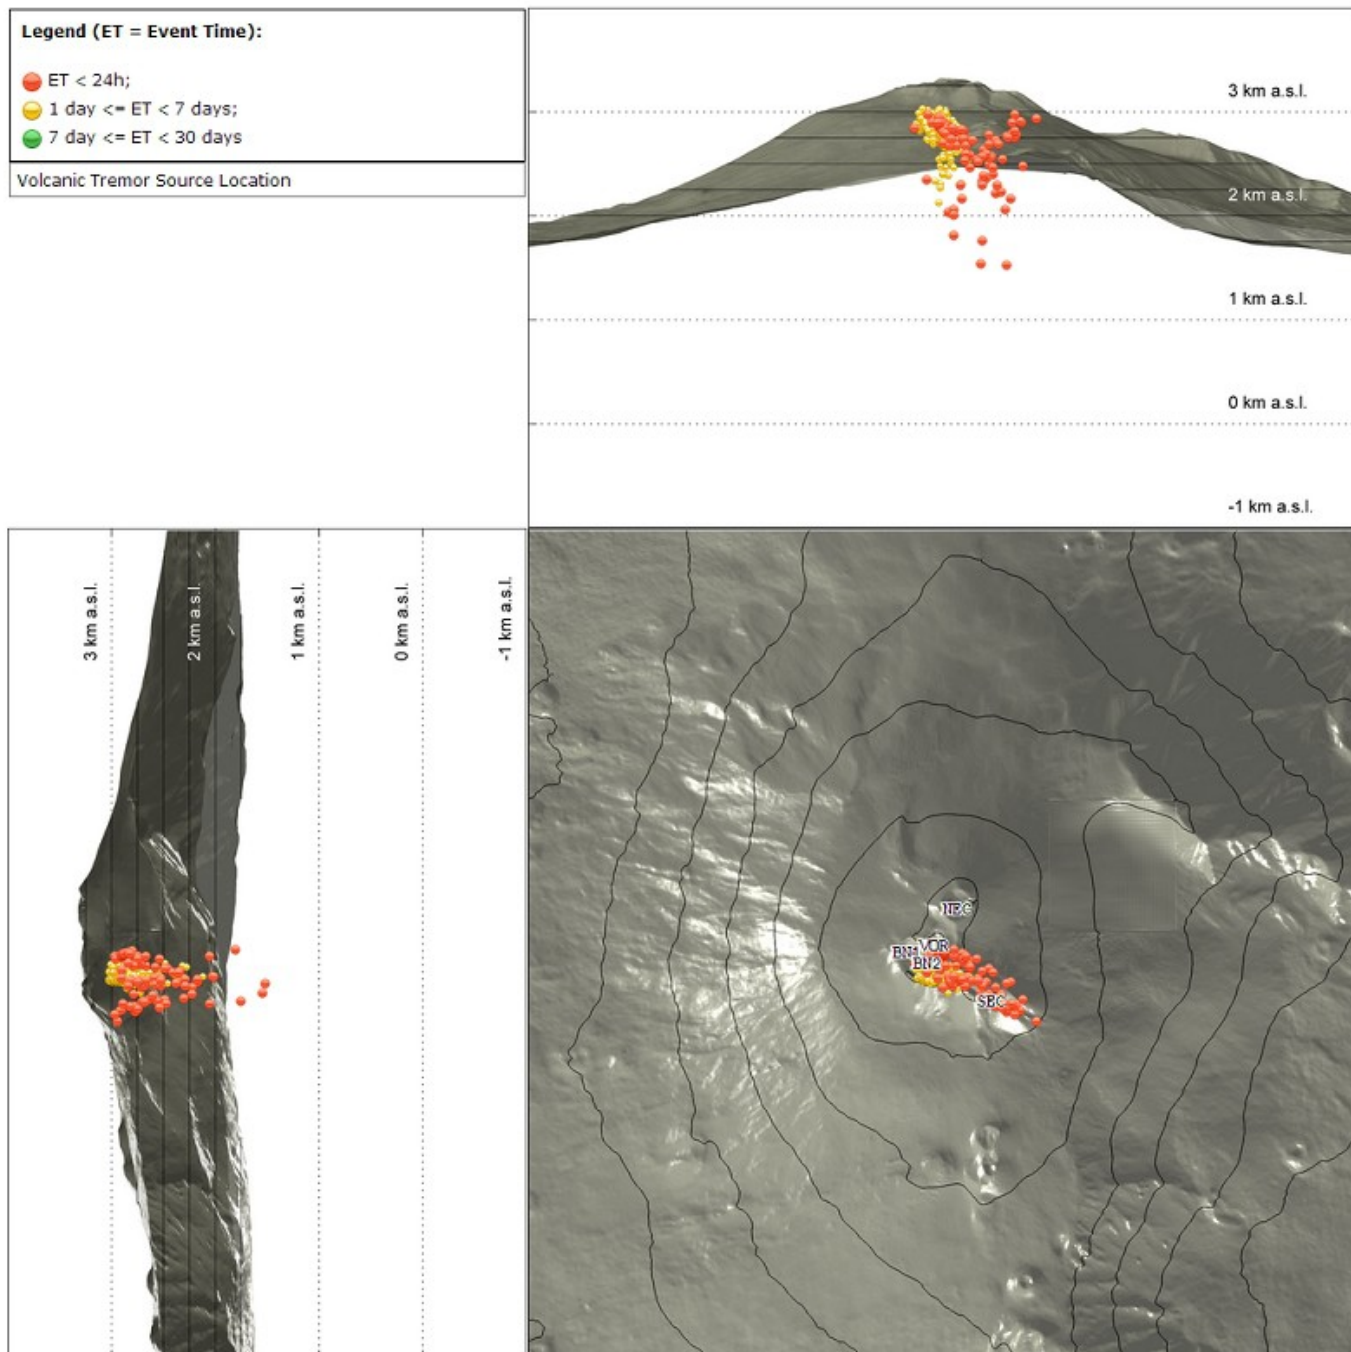 Legend (ET = Event Time):
ET < 24h;
1 day <= ET < 7 days;
7 day <= ET < 30 days
Volcanic Tremor Source Location
3 km a.s.l.
2 km a.s.l.
1 km a.s.l.
0 km a.s.l.
-1 km a.s.l.
3 km a.s.l.
2 km a.s.l.
1 km a.s.l.
0 km a.s.l.
-1 km a.s.l.
NEC
VOR
BN1
BN2
SEC